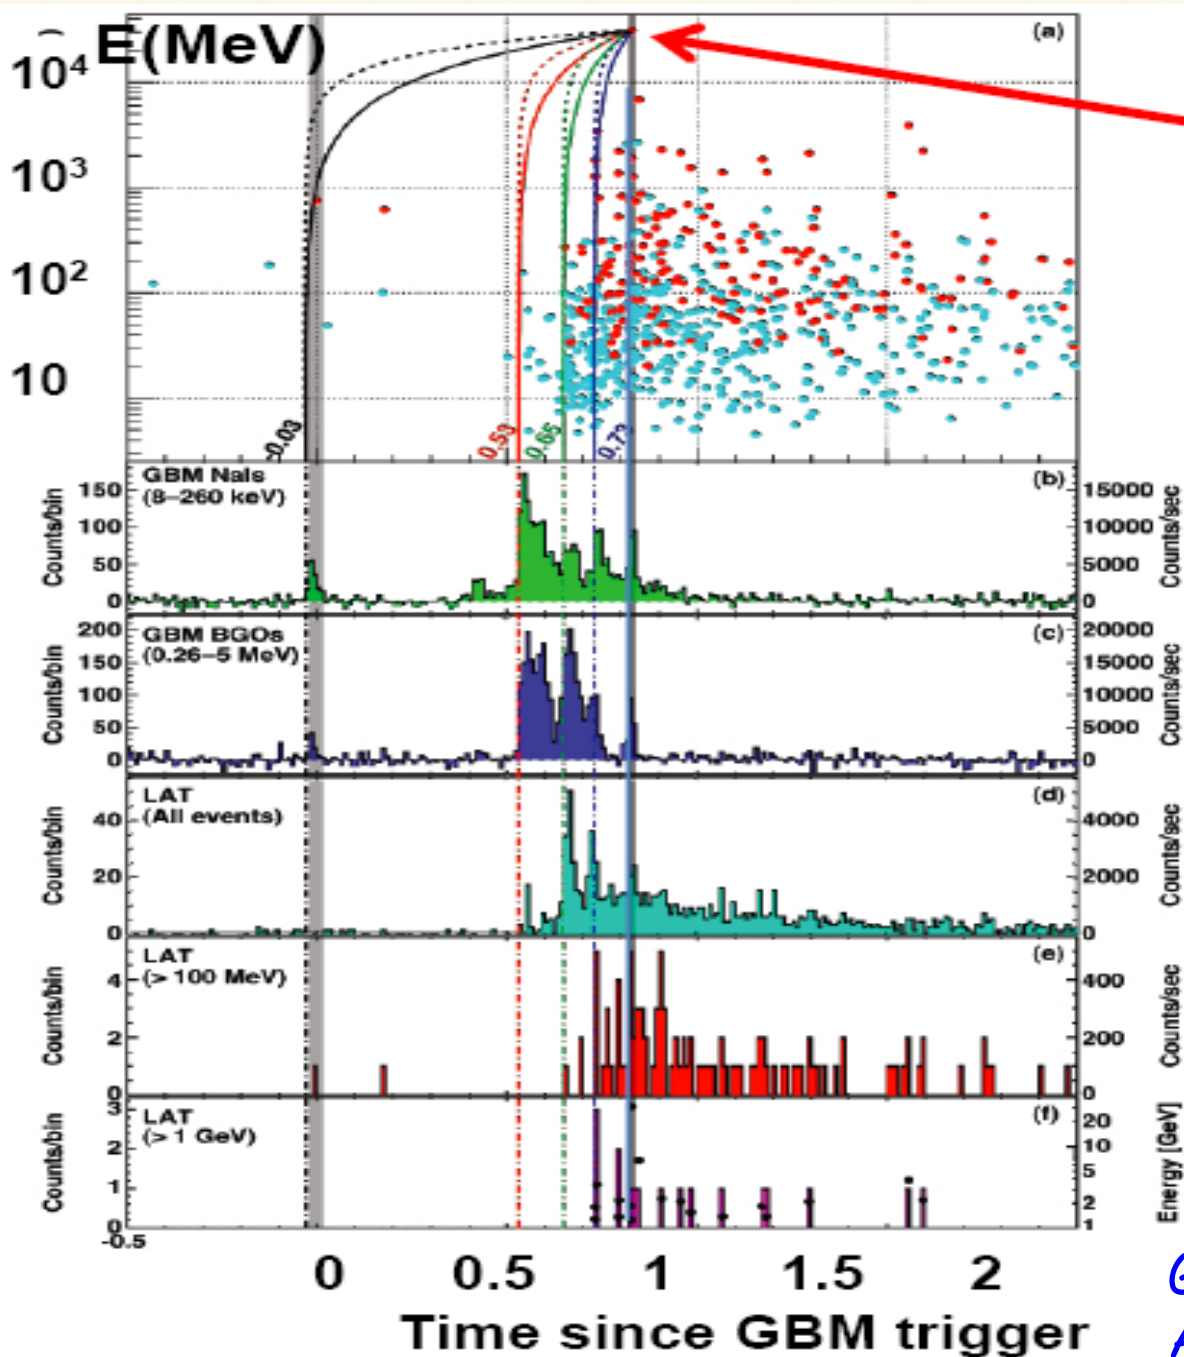 E(MeV)
(a)
10⁴
10³
10²
10
-0.03
0.53
0.65
0.73
GBM NaIs
(8–260 keV)
(b)
Counts/bin
150
100
50
0
15000
10000
5000
0
Counts/sec
GBM BGOs
(0.26–5 MeV)
(c)
Counts/bin
200
150
100
50
0
20000
15000
10000
5000
0
Counts/sec
LAT
(All events)
(d)
Counts/bin
40
20
0
4000
2000
0
Counts/sec
LAT
(> 100 MeV)
(e)
Counts/bin
4
2
0
400
200
0
Counts/sec
LAT
(> 1 GeV)
(f)
Counts/bin
3
2
1
0
20
10
5
2
1
Energy [GeV]
-0.5
0 0.5 1 1.5 2
Time since GBM trigger